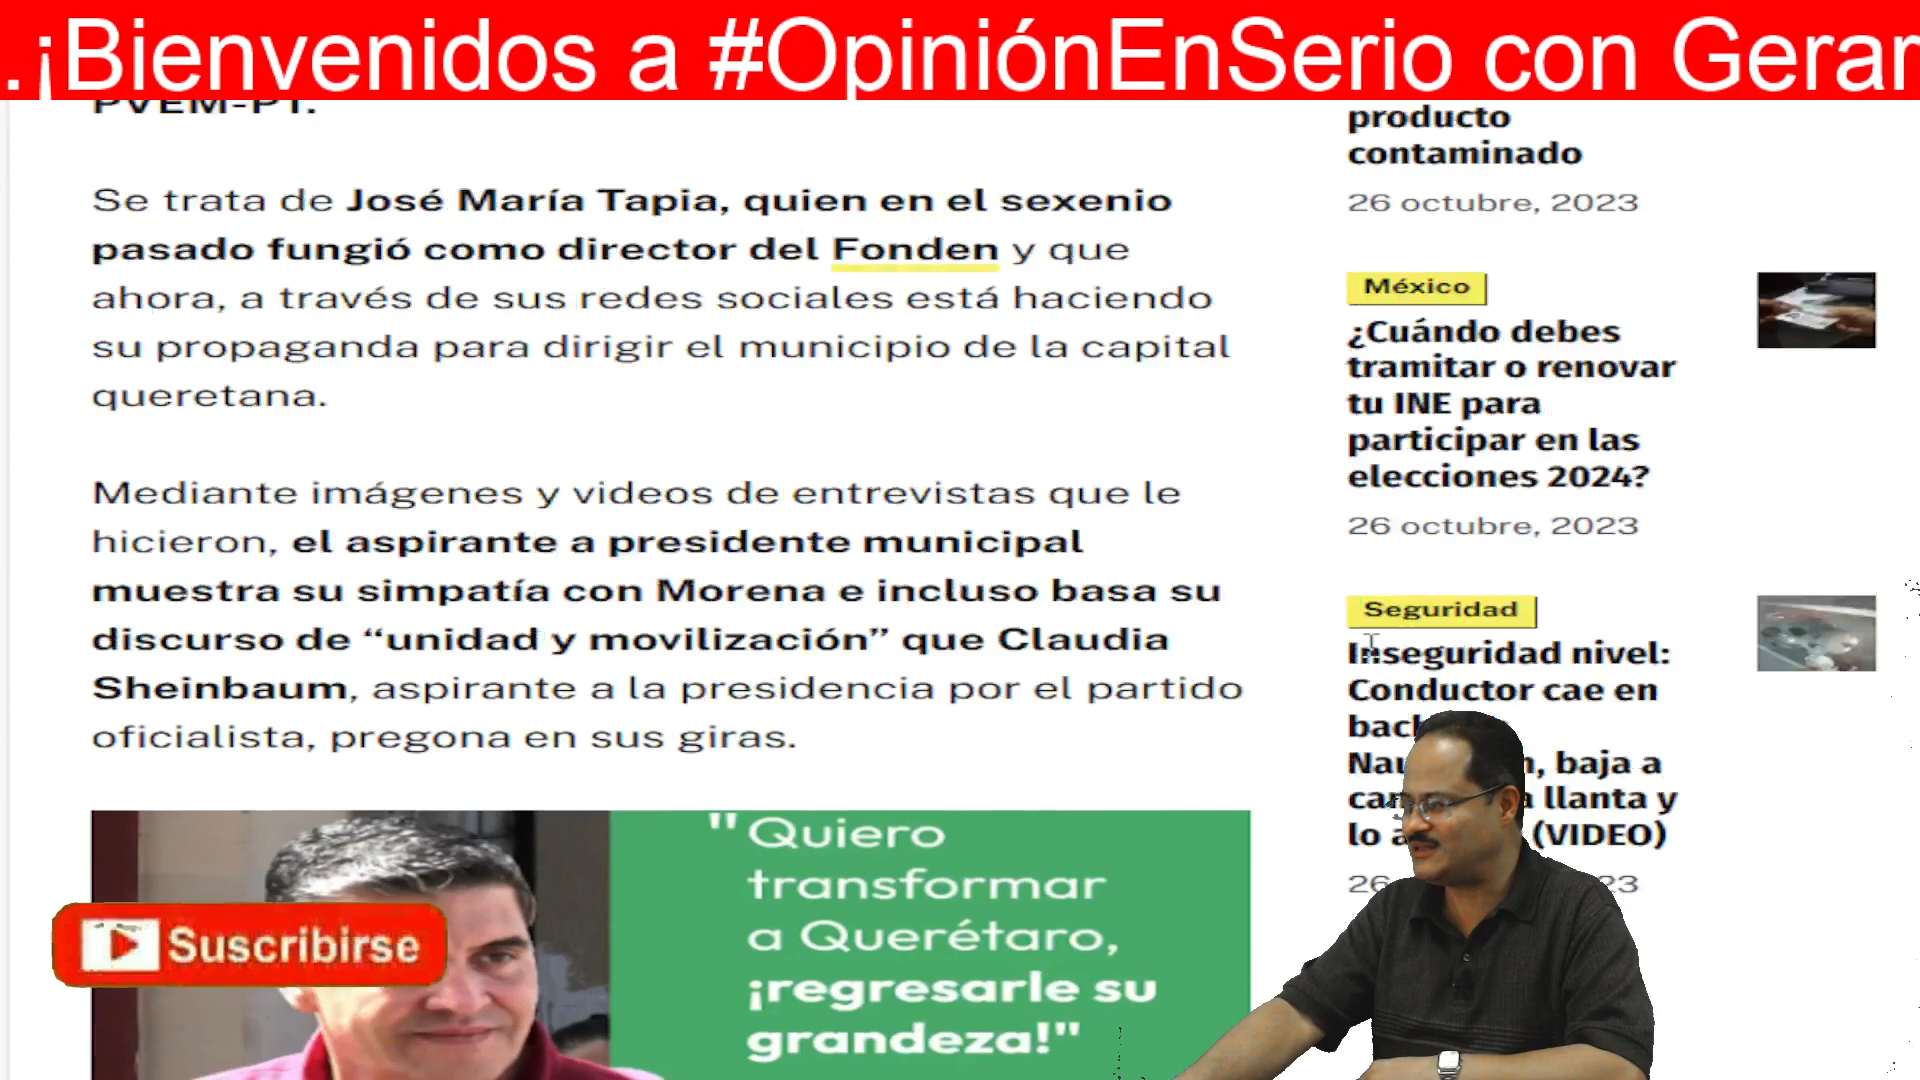 .¡Bienvenidos a #OpiniónEnSerio con Gerar
PVEM-PT.
Se trata de José María Tapia, quien en el sexenio
pasado fungió como director del Fonden y que
ahora, a través de sus redes sociales está haciendo
su propaganda para dirigir el municipio de la capital
queretana.
Mediante imágenes y videos de entrevistas que le
hicieron, el aspirante a presidente municipal
muestra su simpatía con Morena e incluso basa su
discurso de “unidad y movilización” que Claudia
Sheinbaum, aspirante a la presidencia por el partido
oficialista, pregona en sus giras.
"Quiero
transformar
a Querétaro,
¡regresarle su
grandeza!"
Suscribirse
producto
contaminado
26 octubre, 2023
México
¿Cuándo debes
tramitar o renovar
tu INE para
participar en las
elecciones 2024?
26 octubre, 2023
Seguridad
Inseguridad nivel:
Conductor cae en
baja a
llanta y
lo (VIDEO)